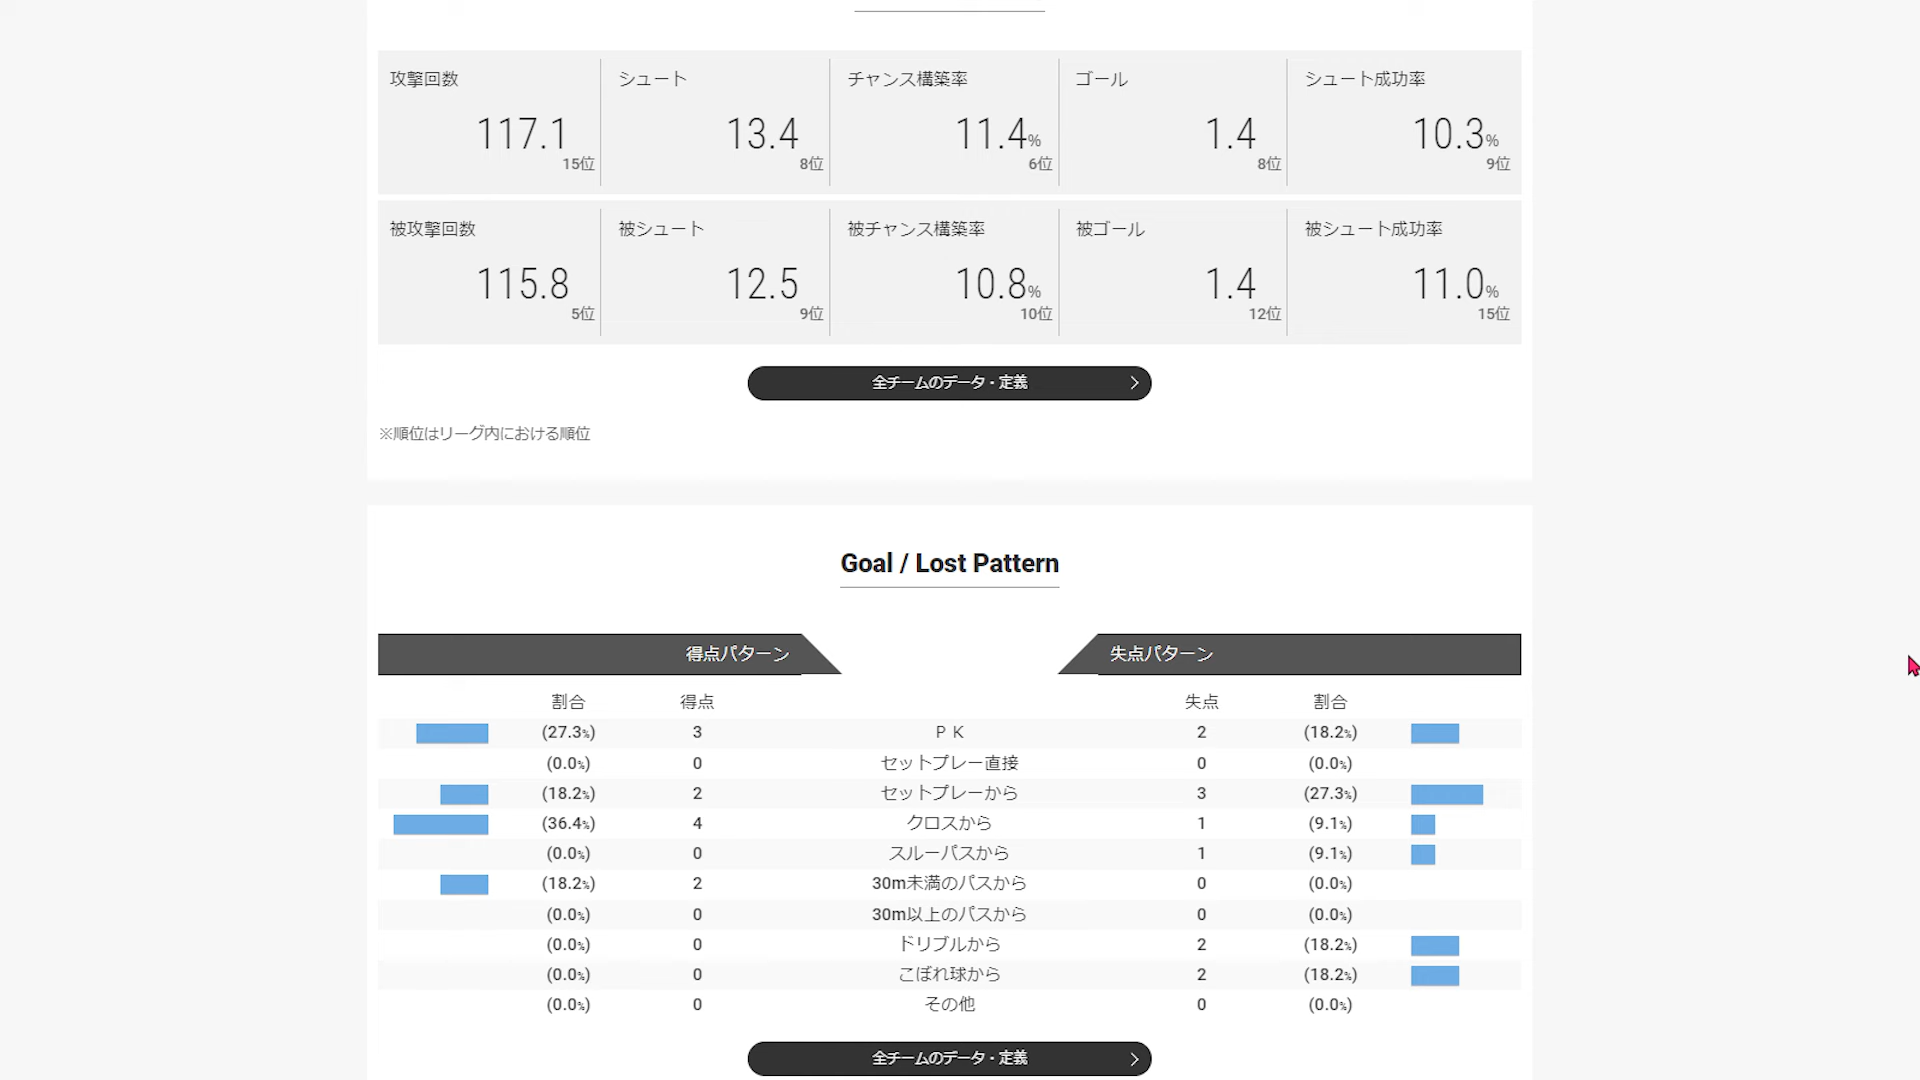 攻撃回数 シュート チャンス構築率 ゴール シュート成功率
117.1 13.4 11.4% 1.4 10.3%
15位 8位 6位 8位 9位
被攻撃回数 被シュート 被チャンス構築率 被ゴール 被シュート成功率
115.8 12.5 10.8% 1.4 11.0%
5位 9位 10位 12位 15位
全チームのデータ・定義
※順位はリーグ内における順位
Goal / Lost Pattern
得点パターン 失点パターン
割合 得点 失点 割合
(27.3%) 3 ＰＫ 2 (18.2%)
(0.0%) 0 セットプレー直接 0 (0.0%)
(18.2%) 2 セットプレーから 3 (27.3%)
(36.4%) 4 クロスから 1 (9.1%)
(0.0%) 0 スルーパスから 1 (9.1%)
(18.2%) 2 30m未満のパスから 0 (0.0%)
(0.0%) 0 30m以上のパスから 0 (0.0%)
(0.0%) 0 ドリブルから 2 (18.2%)
(0.0%) 0 こぼれ球から 2 (18.2%)
(0.0%) 0 その他 0 (0.0%)
全チームのデータ・定義